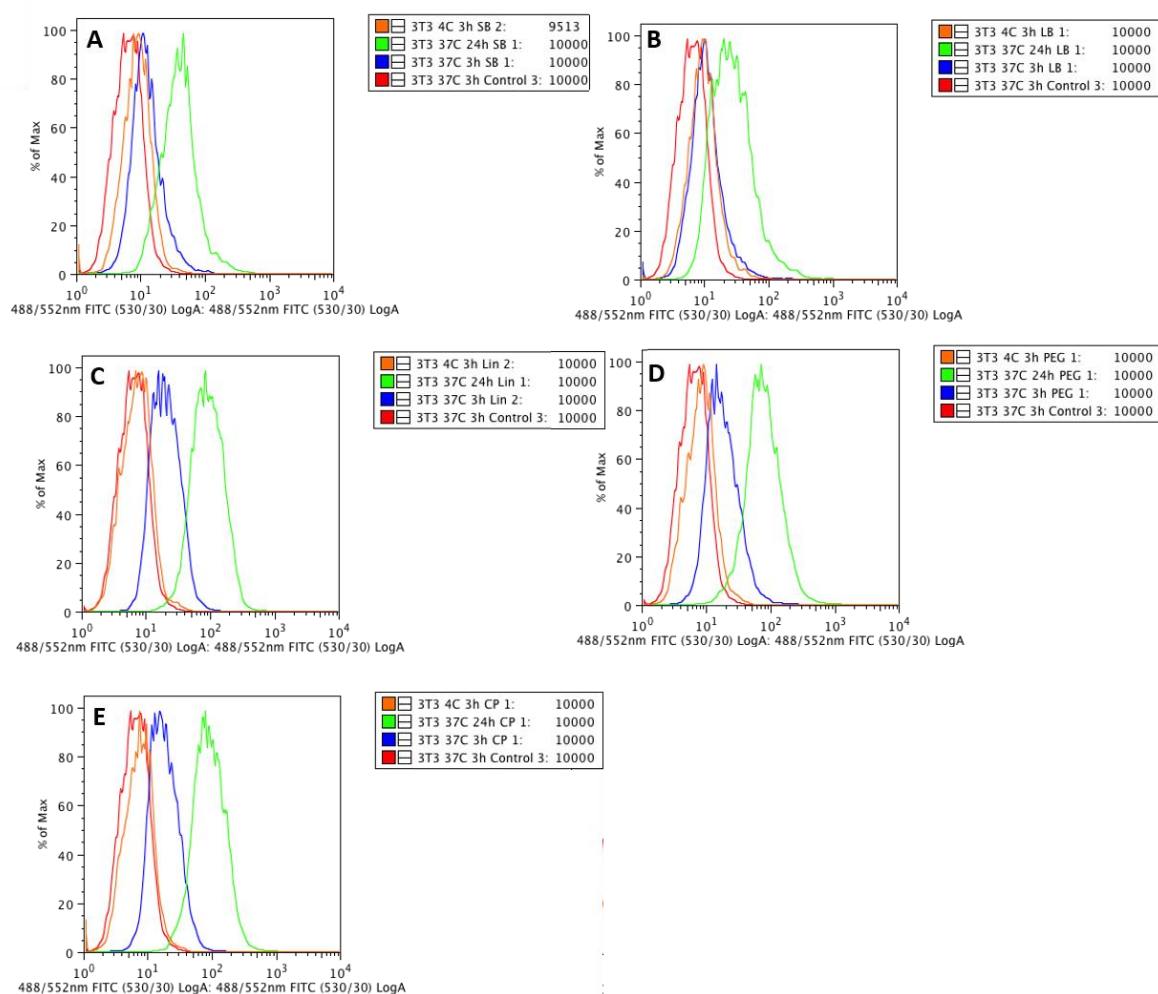 A
% of Max
100
80
60
40
20
0
10^0 10^1 10^2 10^3 10^4
488/552nm FITC (530/30) LogA: 488/552nm FITC (530/30) LogA
3T3 4C 3h SB 2: 9513
3T3 37C 24h SB 1: 10000
3T3 37C 3h SB 1: 10000
3T3 37C 3h Control 3: 10000
B
% of Max
100
80
60
40
20
0
10^0 10^1 10^2 10^3 10^4
488/552nm FITC (530/30) LogA: 488/552nm FITC (530/30) LogA
3T3 4C 3h LB 1: 10000
3T3 37C 24h LB 1: 10000
3T3 37C 3h LB 1: 10000
3T3 37C 3h Control 3: 10000
C
% of Max
100
80
60
40
20
0
10^0 10^1 10^2 10^3 10^4
488/552nm FITC (530/30) LogA: 488/552nm FITC (530/30) LogA
3T3 4C 3h Lin 2: 10000
3T3 37C 24h Lin 1: 10000
3T3 37C 3h Lin 2: 10000
3T3 37C 3h Control 3: 10000
D
% of Max
100
80
60
40
20
0
10^0 10^1 10^2 10^3 10^4
488/552nm FITC (530/30) LogA: 488/552nm FITC (530/30) LogA
3T3 4C 3h PEG 1: 10000
3T3 37C 24h PEG 1: 10000
3T3 37C 3h PEG 1: 10000
3T3 37C 3h Control 3: 10000
E
% of Max
100
80
60
40
20
0
10^0 10^1 10^2 10^3 10^4
488/552nm FITC (530/30) LogA: 488/552nm FITC (530/30) LogA
3T3 4C 3h CP 1: 10000
3T3 37C 24h CP 1: 10000
3T3 37C 3h CP 1: 10000
3T3 37C 3h Control 3: 10000